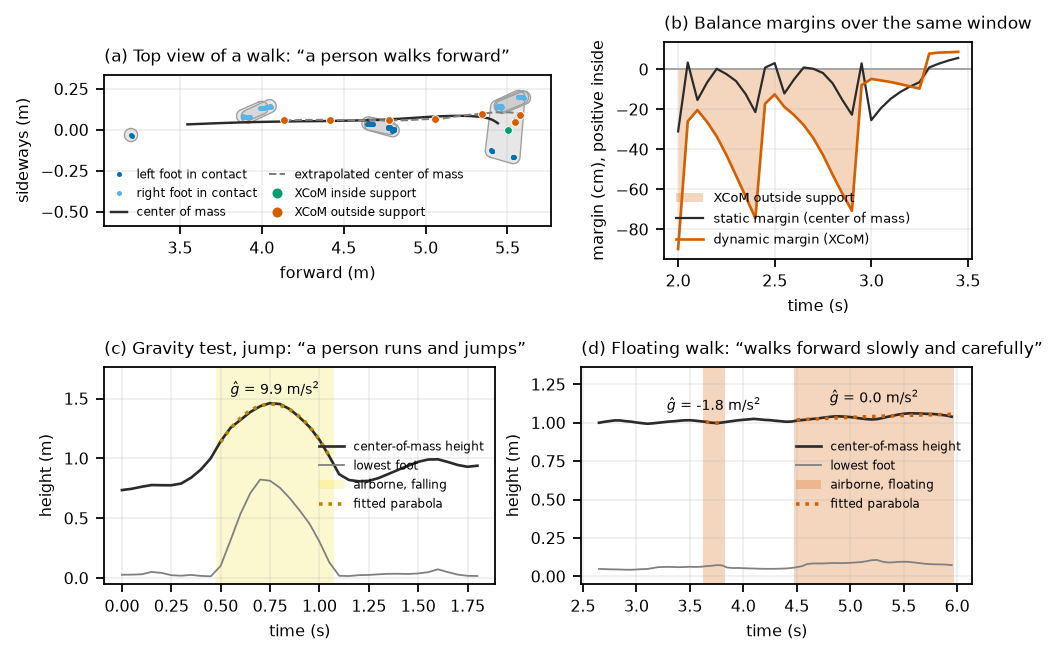 (a) Top view of a walk: “a person walks forward”
sideways (m)
0.25
0.00
−0.25
−0.50
left foot in contact
right foot in contact
center of mass
extrapolated center of mass
XCoM inside support
XCoM outside support
3.5 4.0 4.5 5.0 5.5
forward (m)
(b) Balance margins over the same window
margin (cm), positive inside
0
−20
−40
−60
−80
XCoM outside support
static margin (center of mass)
dynamic margin (XCoM)
2.0 2.5 3.0 3.5
time (s)
(c) Gravity test, jump: “a person runs and jumps”
height (m)
1.5
1.0
0.5
0.0
ĝ = 9.9 m/s²
center-of-mass height
lowest foot
airborne, falling
fitted parabola
0.00 0.25 0.50 0.75 1.00 1.25 1.50 1.75
time (s)
(d) Floating walk: “walks forward slowly and carefully”
height (m)
1.25
1.00
0.75
0.50
0.25
0.00
ĝ = -1.8 m/s²
ĝ = 0.0 m/s²
center-of-mass height
lowest foot
airborne, floating
fitted parabola
2.5 3.0 3.5 4.0 4.5 5.0 5.5 6.0
time (s)